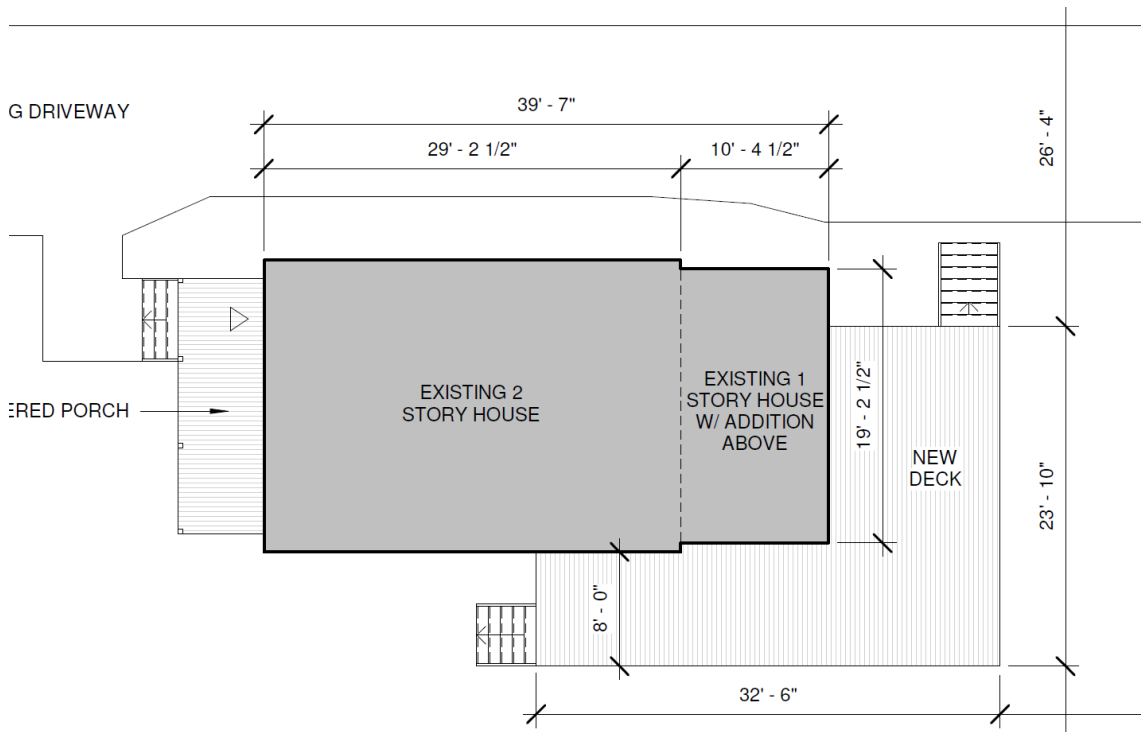 G DRIVEWAY
39' - 7"
29' - 2 1/2"
10' - 4 1/2"
26' - 4"
EXISTING 2
STORY HOUSE
EXISTING 1
STORY HOUSE
W/ ADDITION
ABOVE
19' - 2 1/2"
ERED PORCH
NEW
DECK
23' - 10"
8' - 0"
32' - 6"